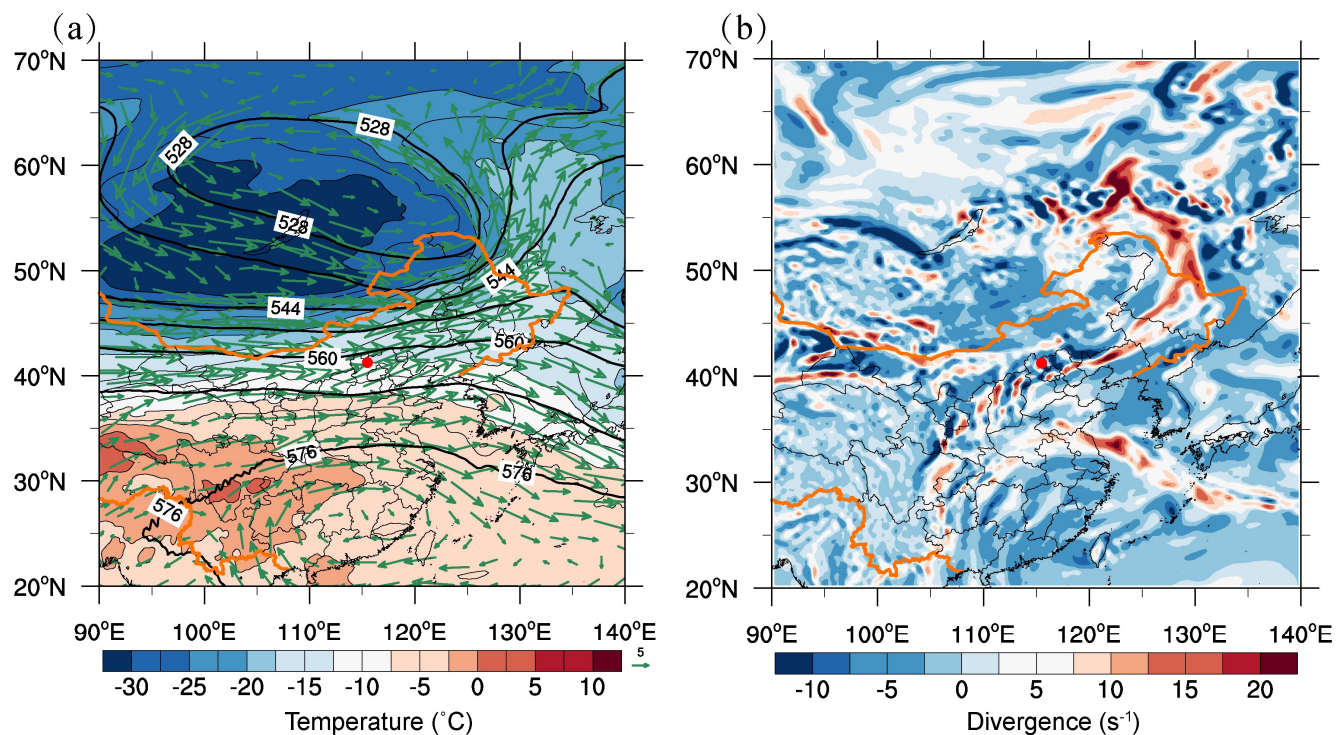 (a)
(b)
70°N
60°N
50°N
40°N
30°N
20°N
528
528
528
544
544
560
560
576
576
576
90°E 100°E 110°E 120°E 130°E 140°E
-30 -25 -20 -15 -10 -5 0 5 10
5
Temperature (°C)
70°N
60°N
50°N
40°N
30°N
20°N
90°E 100°E 110°E 120°E 130°E 140°E
-10 -5 0 5 10 15 20
Divergence (s⁻¹)